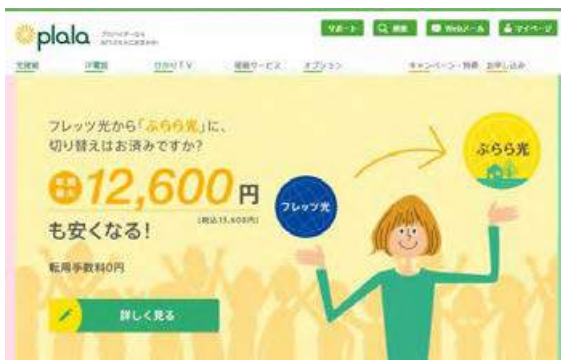 plala
サポート 検索 Webメール マイページ
光接続 IP電話 ひかりTV 接続サービス オプション キャンペーン・特典 お申し込み
フレッツ光から「ぷらら光」に、
切り替えはお済みですか?
12,600円
も安くなる!
転用手数料0円
詳しく見る
フレッツ光
ぷらら光